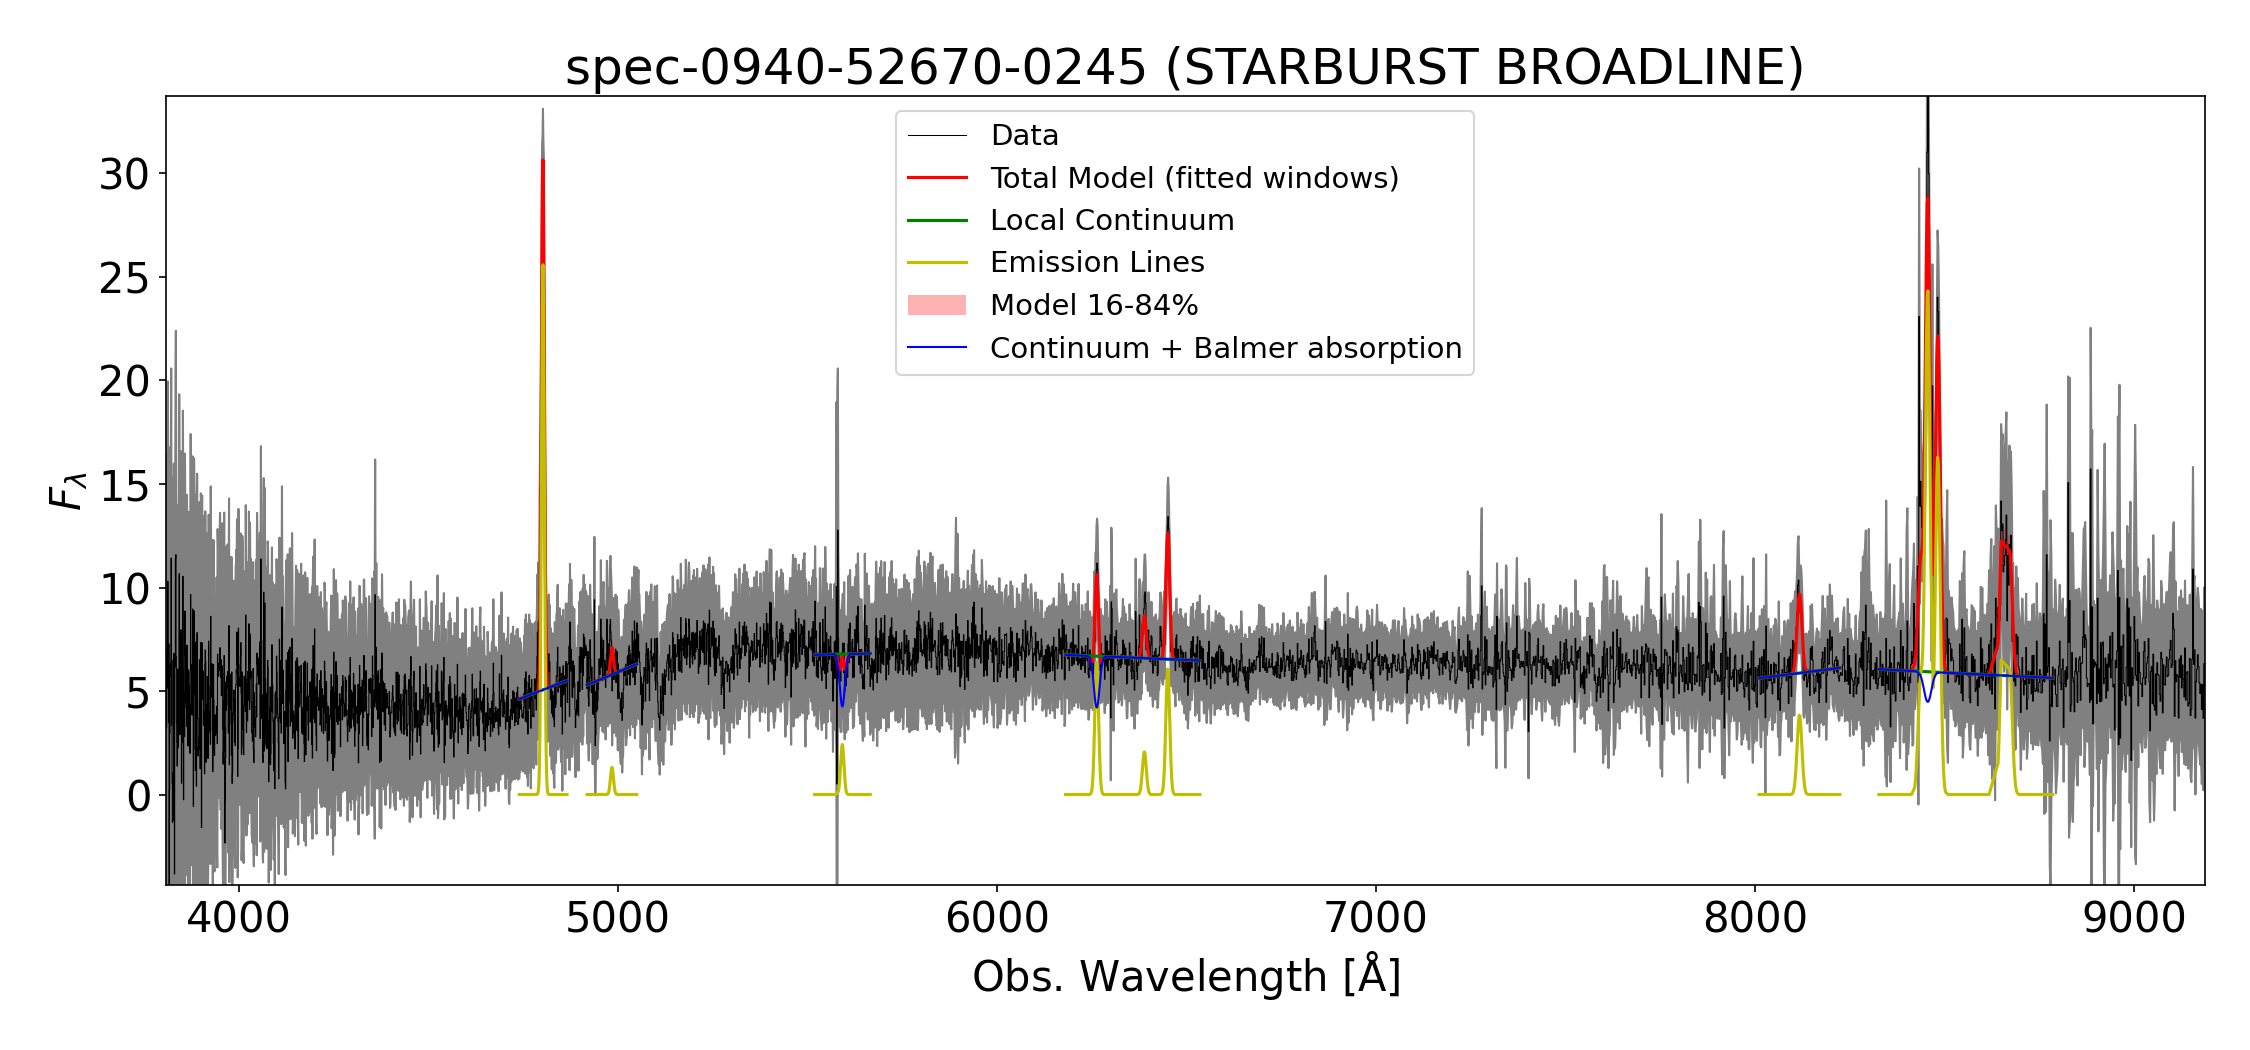 spec-0940-52670-0245 (STARBURST BROADLINE)
Data
Total Model (fitted windows)
Local Continuum
Emission Lines
Model 16-84%
Continuum + Balmer absorption
Fλ
30
25
20
15
10
5
0
4000 5000 6000 7000 8000 9000
Obs. Wavelength [Å]